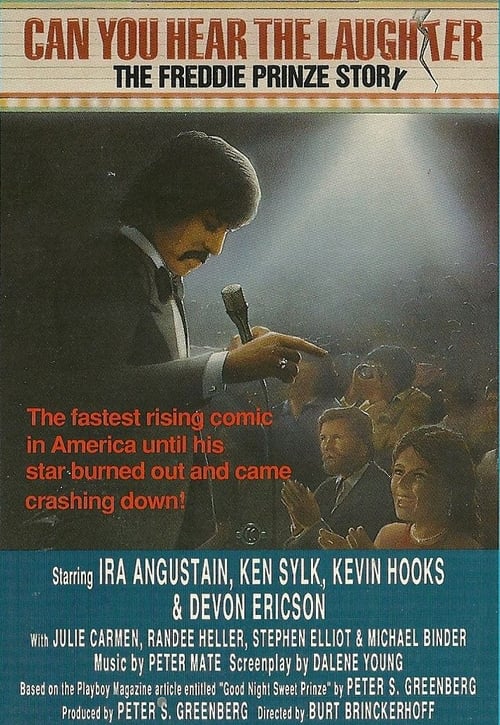 CAN YOU HEAR THE LAUGHTER
THE FREDDIE PRINZE STORY
The fastest rising comic
in America until his
star burned out and came
crashing down!
Starring IRA ANGUSTAIN, KEN SYLK, KEVIN HOOKS
& DEVON ERICSON
With JULIE CARMEN, RANDEE HELLER, STEPHEN ELLIOT & MICHAEL BINDER
Music by PETER MATE Screenplay by DALENE YOUNG
Based on the Playboy Magazine article entitled "Good Night Sweet Prinze" by PETER S. GREENBERG
Produced by PETER S. GREENBERG Directed by BURT BRINCKERHOFF